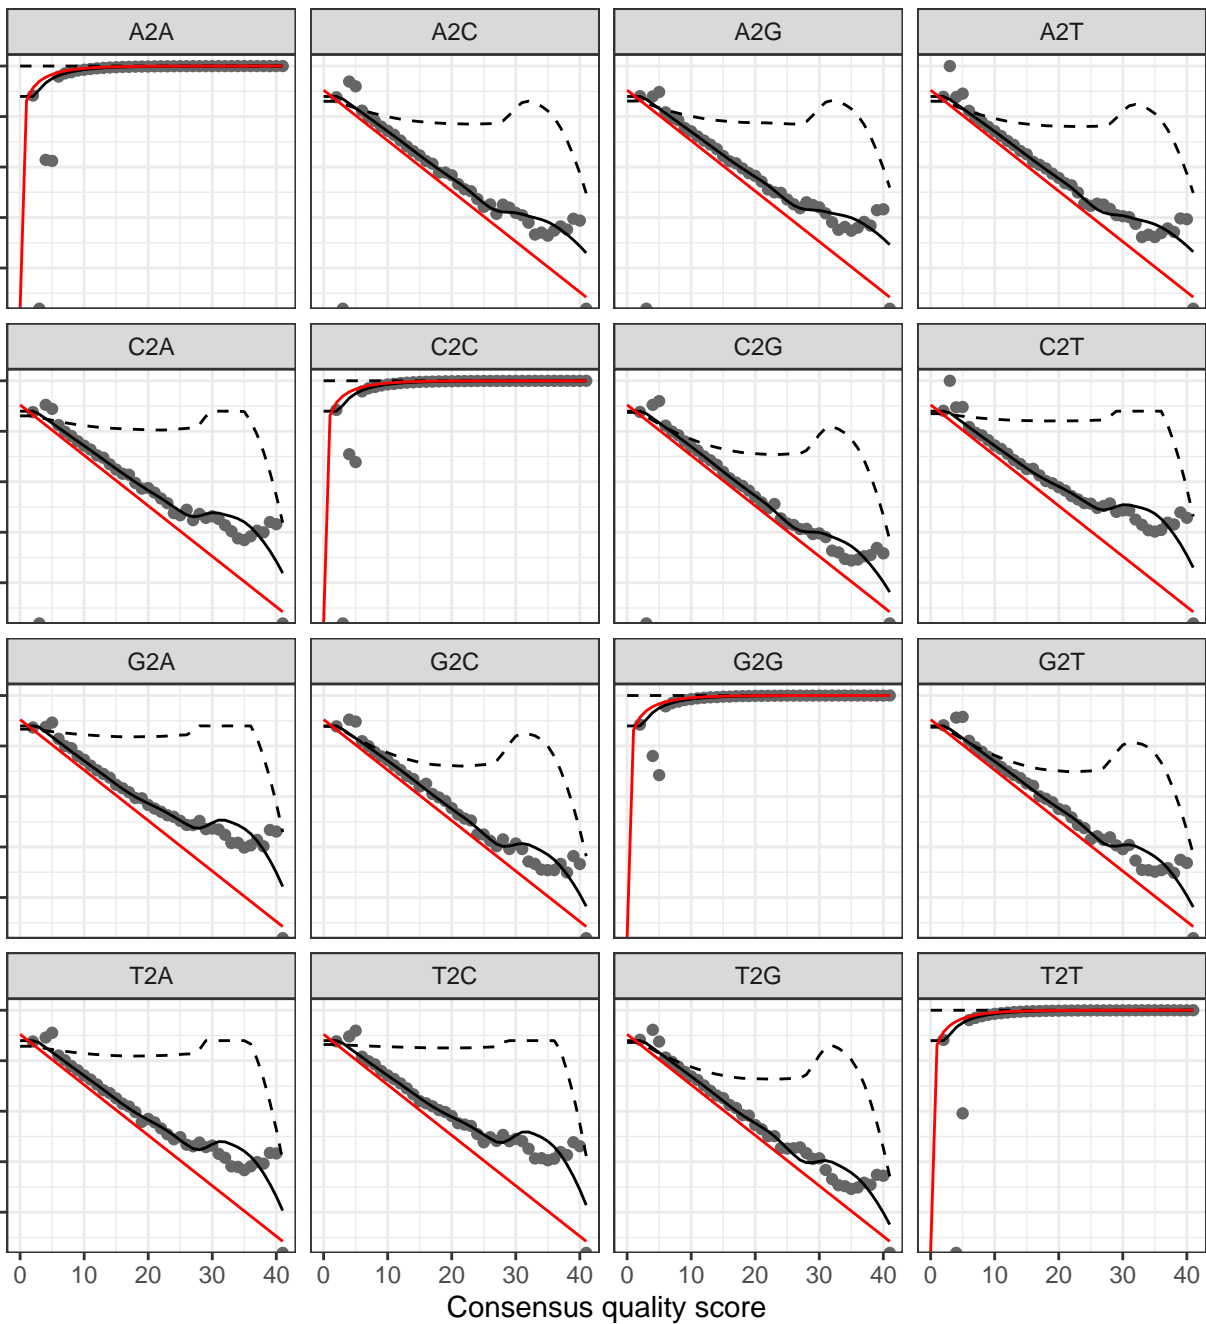 A2A A2C A2G A2T
C2A C2C C2G C2T
G2A G2C G2G G2T
T2A T2C T2G T2T
0 10 20 30 40 0 10 20 30 40 0 10 20 30 40 0 10 20 30 40
Consensus quality score